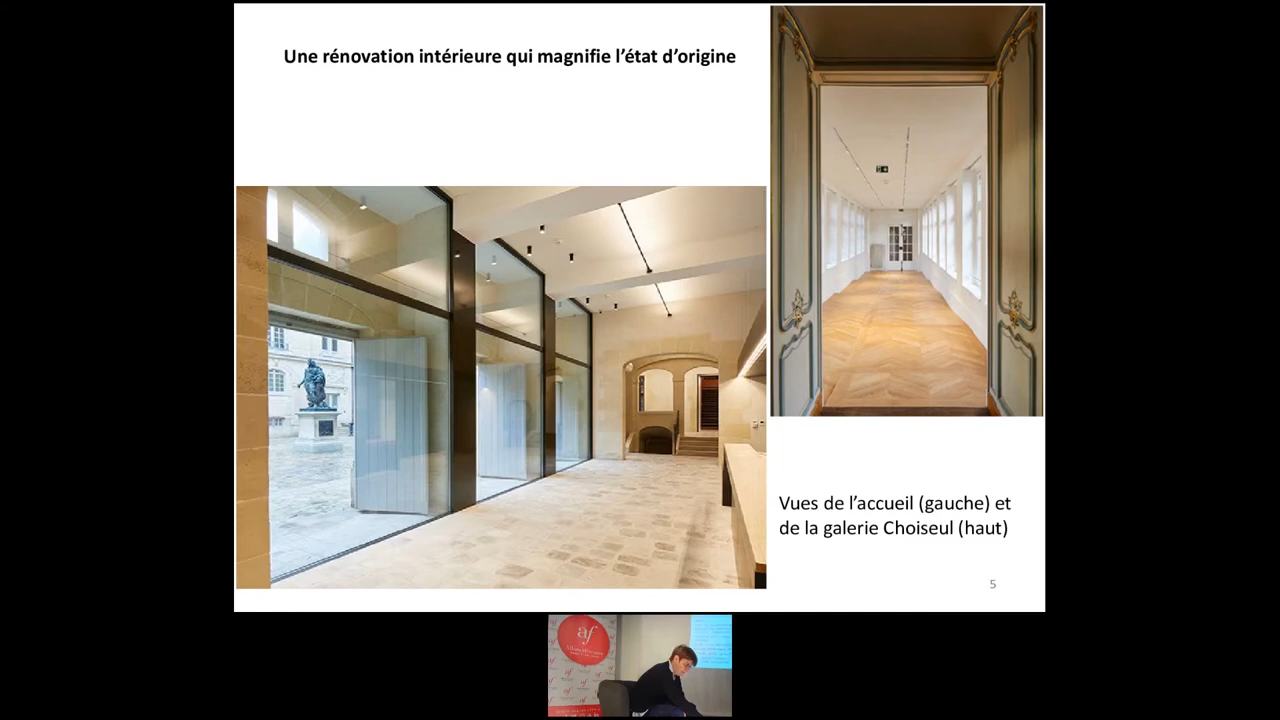 Une rénovation intérieure qui magnifie l’état d’origine
Vues de l’accueil (gauche) et
de la galerie Choiseul (haut)
5
af